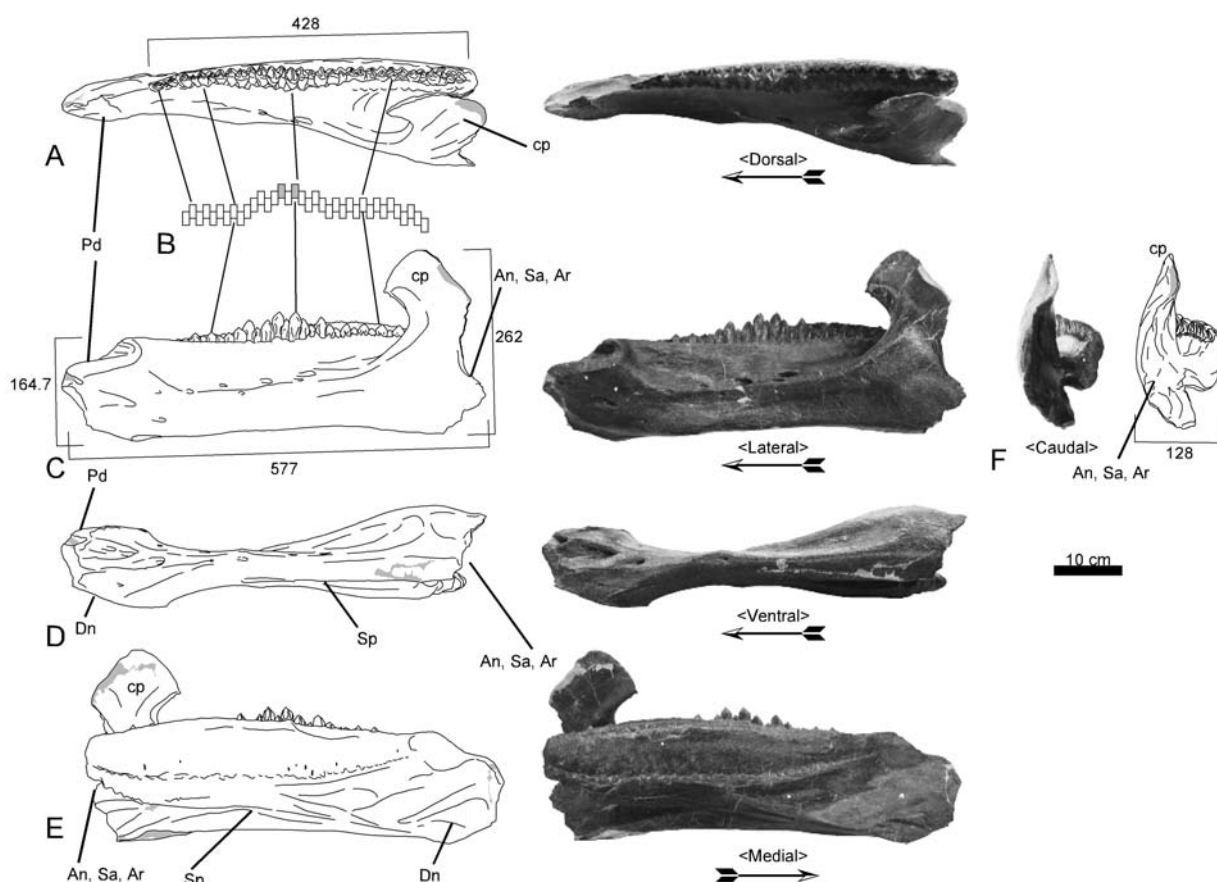 428
A
cp
<Dorsal>
B
Pd
cp
An, Sa, Ar
cp
164.7
262
C
577
<Lateral>
<Caudal>
F
128
An, Sa, Ar
Pd
10 cm
D
Dn
Sp
An, Sa, Ar
<Ventral>
cp
E
An, Sa, Ar
Sp
Dn
<Medial>